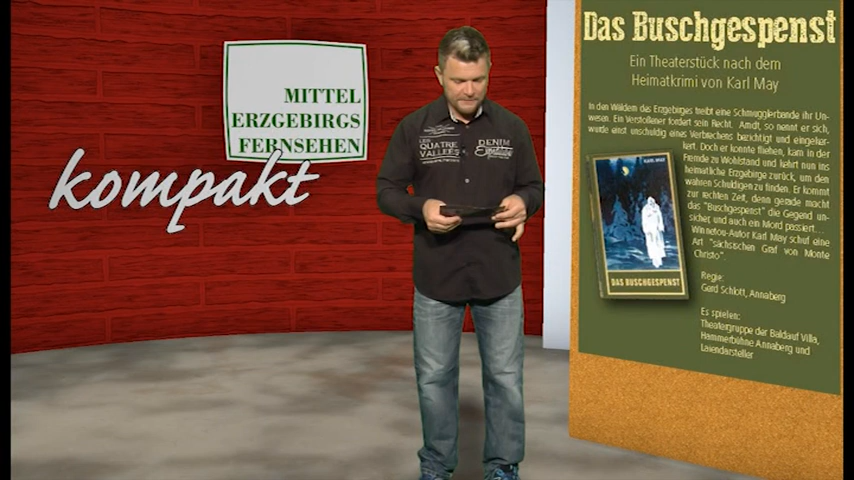 MITTEL
ERZGEBIRGS
FERNSEHEN
kompakt
LES
QUATRE
VALLEES
DENIM
Das Buschgespenst
Ein Theaterstück nach dem
Heimatkrimi von Karl May
In den Wäldern des Erzgebirges treibt eine Schmugglerbande ihr Un-
wesen. Ein Verstoßener fordert sein Recht. Arndt, so nennt er sich,
wurde einst unschuldig eines Verbrechens bezichtigt und eingeker-
kert. Doch er konnte fliehen, kam in der
Fremde zu Wohlstand und kehrt nun ins
heimatliche Erzgebirge zurück, um den
wahren Schuldigen zu finden. Er kommt
zur rechten Zeit, denn gerade macht
das "Buschgespenst" die Gegend un-
sicher, und auch ein Mord passiert...
Winnetou-Autor Karl May schuf eine
Art "sächsischen Graf von Monte
Christo".
KARL MAY
DAS BUSCHGESPENST
Regie:
Gerd Schlott, Annaberg
Es spielen:
Theatergruppe der Baldauf Villa,
Hammerbühne Annaberg und
Laiendarsteller